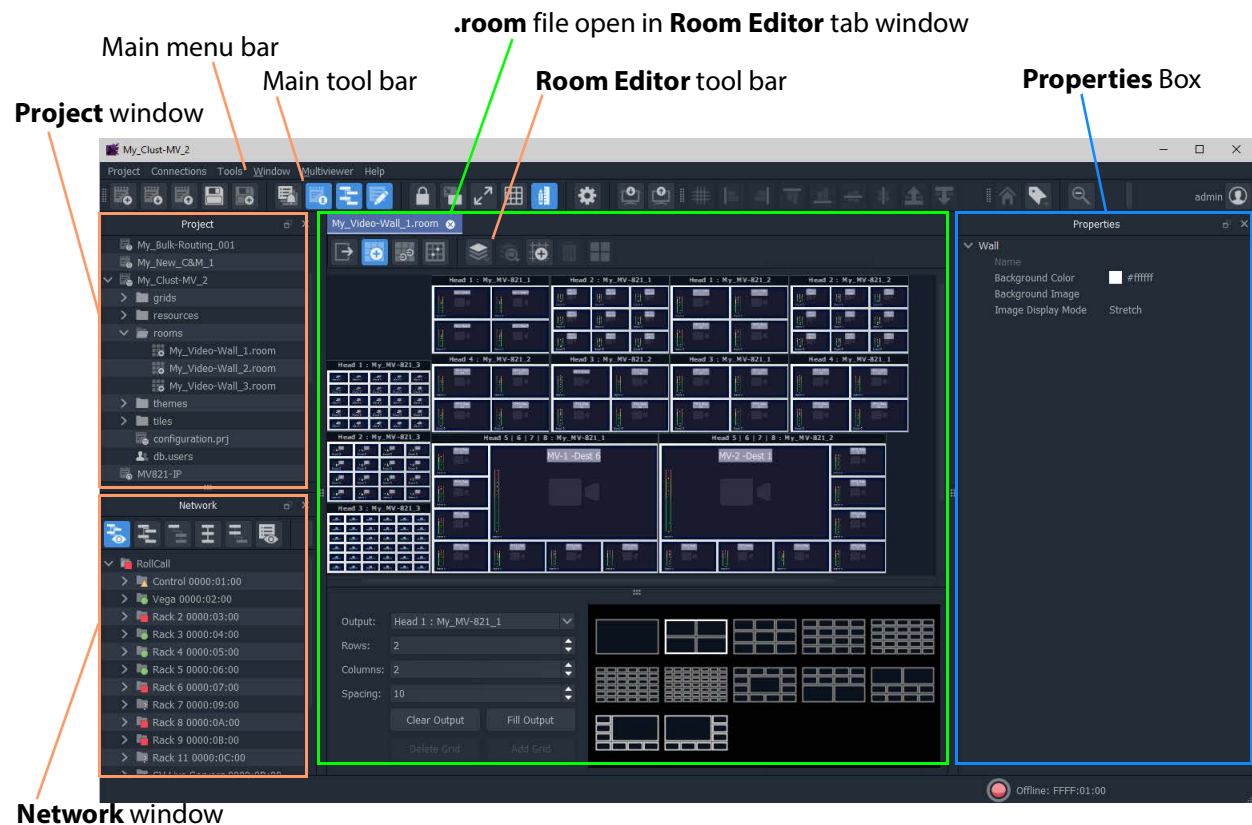 .room file open in Room Editor tab window
Main menu bar
Main tool bar
Room Editor tool bar
Properties Box
Project window
My_Clust-MV_2
Project Connections Tools Window Multiviewer Help
admin
Project
My_Bulk-Routing_001
My_New_C&M_1
My_Clust-MV_2
grids
resources
rooms
My_Video-Wall_1.room
My_Video-Wall_2.room
My_Video-Wall_3.room
themes
tiles
configuration.prj
db.users
MV821-IP
Network
RollCall
Control 0000:01:00
Vega 0000:02:00
Rack 2 0000:03:00
Rack 3 0000:04:00
Rack 4 0000:05:00
Rack 5 0000:06:00
Rack 6 0000:07:00
Rack 7 0000:09:00
Rack 8 0000:0A:00
Rack 9 0000:0B:00
Rack 11 0000:0C:00
My_Video-Wall_1.room
Head 1 : My_MV-821_1
Head 2 : My_MV-821_2
Head 1 : My_MV-821_2
Head 2 : My_MV-821_1
Head 1 : My_MV-821_3
Head 4 : My_MV-821_2
Head 3 : My_MV-821_2
Head 3 : My_MV-821_1
Head 4 : My_MV-821_1
Head 2 : My_MV-821_3
Head 5 | 6 | 7 | 8 : My_MV-821_1
Head 5 | 6 | 7 | 8 : My_MV-821_2
MV-1 -Dest 6
MV-2 -Dest 1
Head 3 : My_MV-821_3
Output: Head 1 : My_MV-821_1
Rows: 2
Columns: 2
Spacing: 10
Clear Output Fill Output
Delete Grid Add Grid
Properties
Wall
Name
Background Color #ffffff
Background Image
Image Display Mode Stretch
Offline: FFFF:01:00
Network window